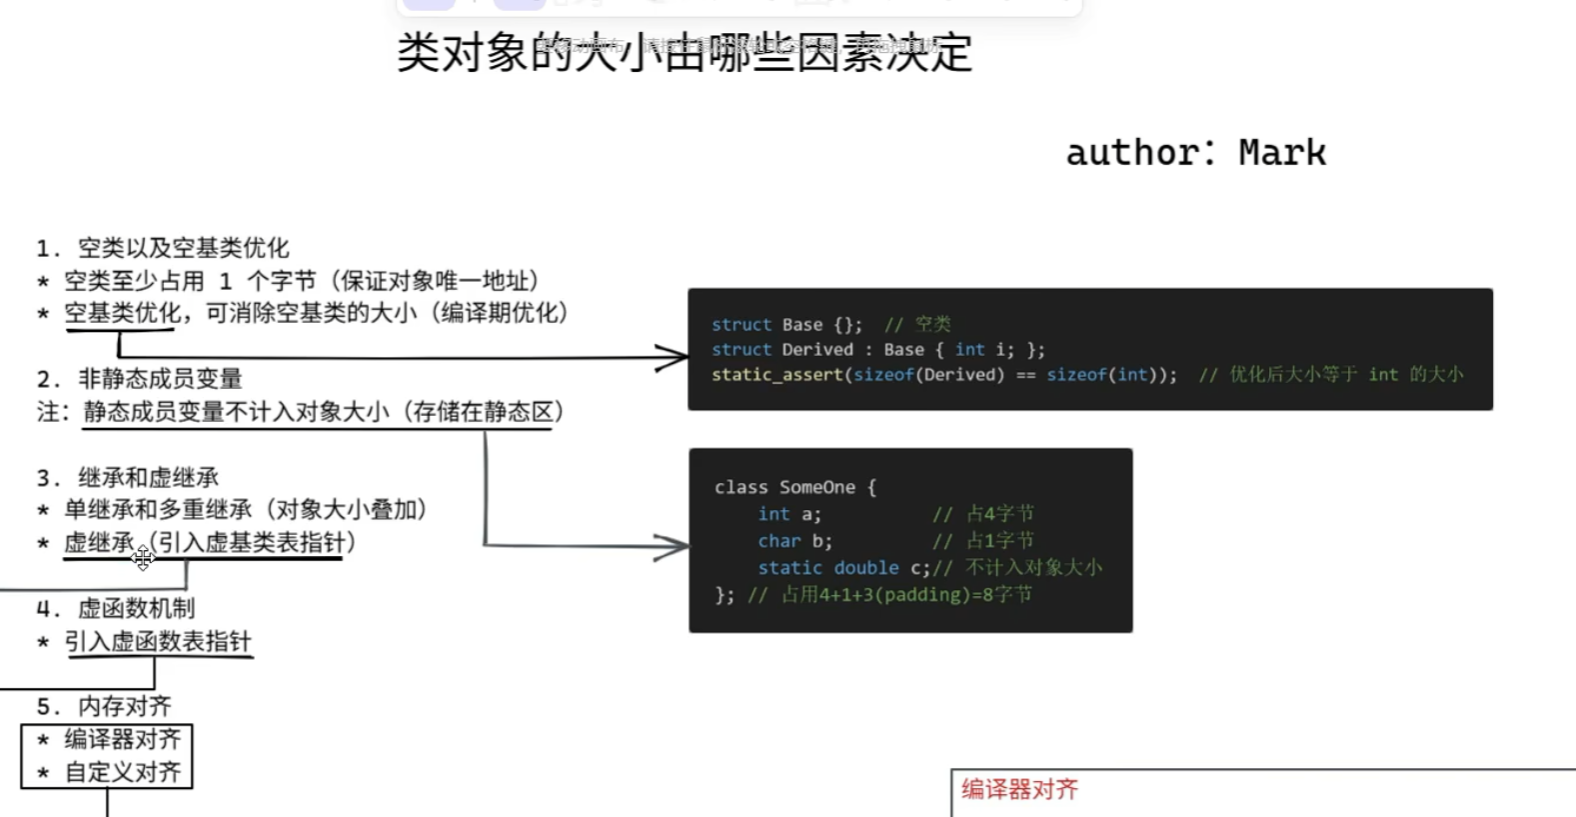 类对象的大小由哪些因素决定
author：Mark
1. 空类以及空基类优化
* 空类至少占用 1 个字节（保证对象唯一地址）
* 空基类优化，可消除空基类的大小（编译期优化）
struct Base {};  // 空类
struct Derived : Base { int i; };
static_assert(sizeof(Derived) == sizeof(int));  // 优化后大小等于 int 的大小
2. 非静态成员变量
注：静态成员变量不计入对象大小（存储在静态区）
3. 继承和虚继承
* 单继承和多重继承（对象大小叠加）
* 虚继承（引入虚基类表指针）
class SomeOne {
    int a;          // 占4字节
    char b;         // 占1字节
    static double c;// 不计入对象大小
}; // 占用4+1+3(padding)=8字节
4. 虚函数机制
* 引入虚函数表指针
5. 内存对齐
* 编译器对齐
* 自定义对齐
编译器对齐